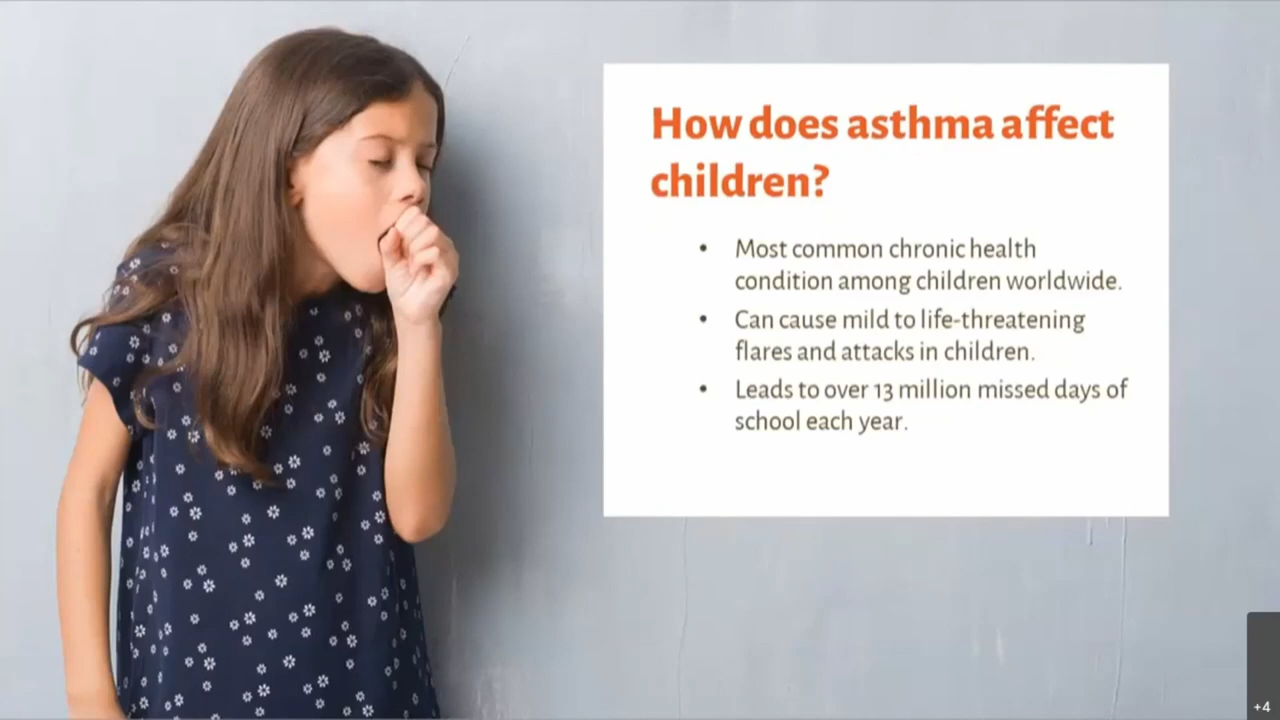 How does asthma affect
children?
• Most common chronic health
condition among children worldwide.
• Can cause mild to life-threatening
flares and attacks in children.
• Leads to over 13 million missed days of
school each year.
+4